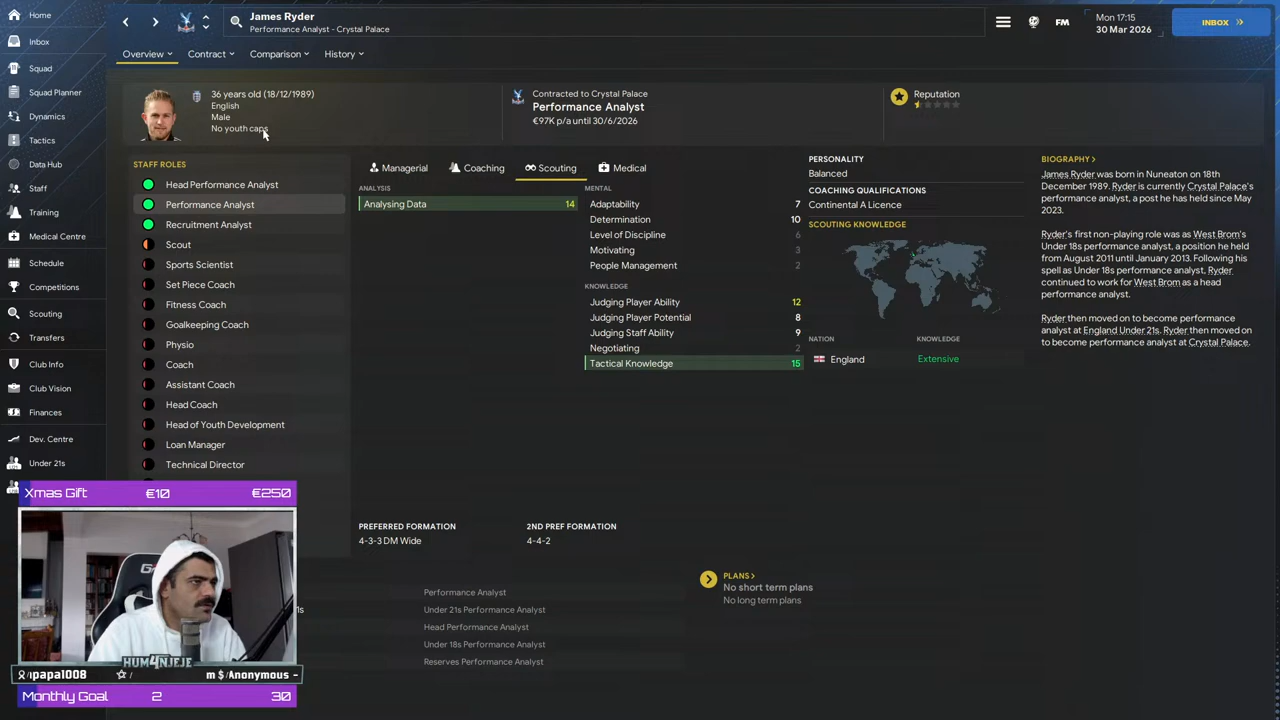 Home
Inbox
Squad
Squad Planner
Dynamics
Tactics
Data Hub
Staff
Training
Medical Centre
Schedule
Competitions
Scouting
Transfers
Club Info
Club Vision
Finances
Dev. Centre
Under 21s
James Ryder
Performance Analyst - Crystal Palace
FM
Mon 17:15
30 Mar 2026
INBOX
Overview
Contract
Comparison
History
36 years old (18/12/1989)
English
Male
No youth caps
Contracted to Crystal Palace
Performance Analyst
€97K p/a until 30/6/2026
Reputation
STAFF ROLES
Head Performance Analyst
Performance Analyst
Recruitment Analyst
Scout
Sports Scientist
Set Piece Coach
Fitness Coach
Goalkeeping Coach
Physio
Coach
Assistant Coach
Head Coach
Head of Youth Development
Loan Manager
Technical Director
Managerial
Coaching
Scouting
Medical
ANALYSIS
Analysing Data 14
MENTAL
Adaptability 7
Determination 10
Level of Discipline 6
Motivating 3
People Management 2
KNOWLEDGE
Judging Player Ability 12
Judging Player Potential 8
Judging Staff Ability 9
Negotiating 2
Tactical Knowledge 15
PERSONALITY
Balanced
COACHING QUALIFICATIONS
Continental A Licence
SCOUTING KNOWLEDGE
NATION KNOWLEDGE
England Extensive
BIOGRAPHY
James Ryder was born in Nuneaton on 18th
December 1989. Ryder is currently Crystal Palace's
performance analyst, a post he has held since May
2023.
Ryder's first non-playing role was as West Brom's
Under 18s performance analyst, a position he held
from August 2011 until January 2013. Following his
spell as Under 18s performance analyst, Ryder
continued to work for West Brom as a head
performance analyst.
Ryder then moved on to become performance
analyst at England Under 21s. Ryder then moved on
to become performance analyst at Crystal Palace.
PREFERRED FORMATION
4-3-3 DM Wide
2ND PREF FORMATION
4-4-2
PLANS
No short term plans
No long term plans
Performance Analyst
Under 21s Performance Analyst
Head Performance Analyst
Under 18s Performance Analyst
Reserves Performance Analyst
Xmas Gift €10 €250
HUM4NJEJE
papa1008 / m $/Anonymous -
Monthly Goal 2 30